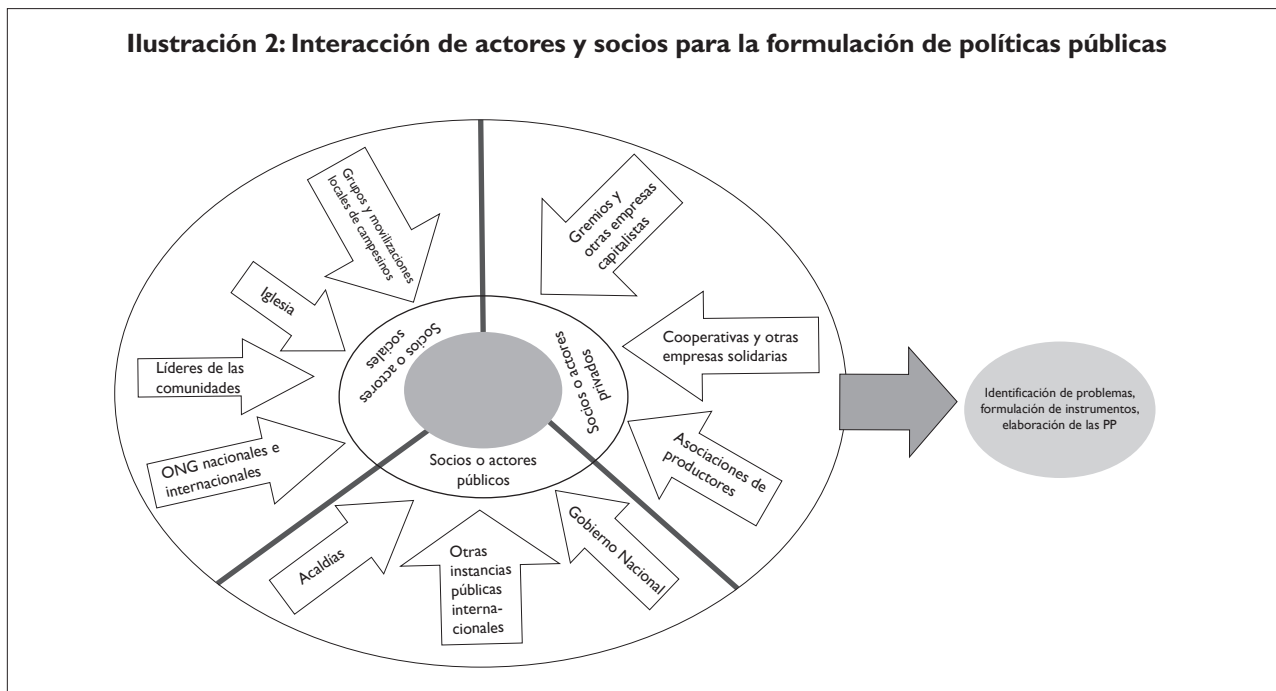 Ilustración 2: Interacción de actores y socios para la formulación de políticas públicas
Grupos y movilizaciones
locales de campesinos
Iglesia
Líderes de las
comunidades
ONG nacionales e
internacionales
Socios o actores
sociales
Gremios y
otras empresas
capitalistas
Cooperativas y otras
empresas solidarias
Asociaciones de
productores
Socios o actores
privados
Socios o actores
públicos
Acaldías
Otras
instancias
públicas
interna-
cionales
Gobierno Nacional
Identificación de problemas,
formulación de instrumentos,
elaboración de las PP